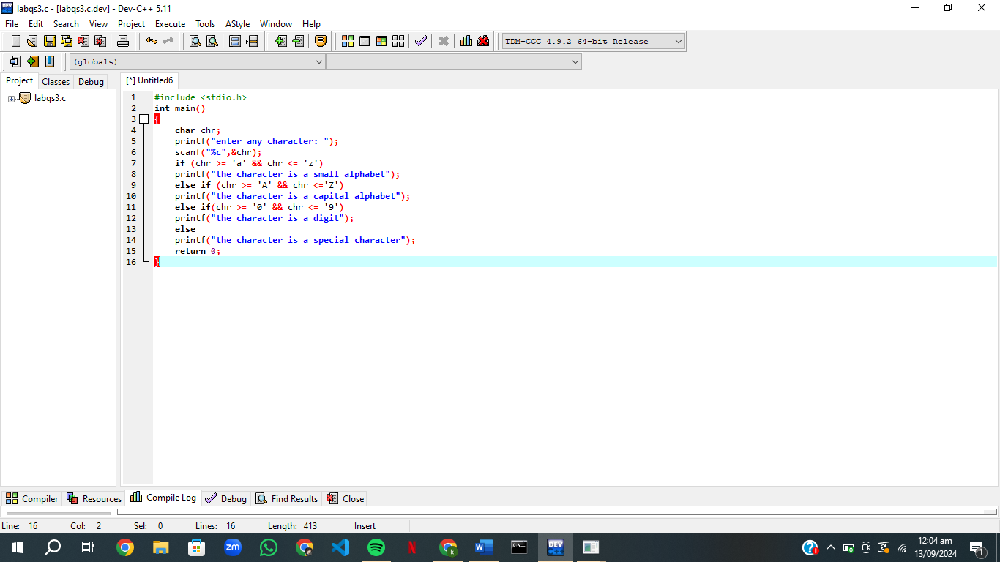 labqs3.c - [labqs3.c.dev] - Dev-C++ 5.11
File Edit Search View Project Execute Tools AStyle Window Help
TDM-GCC 4.9.2 64-bit Release
(globals)
Project Classes Debug
[*] Untitled6
labqs3.c
1 #include <stdio.h>
2 int main()
3 {
4 char chr;
5 printf("enter any character: ");
6 scanf("%c",&chr);
7 if (chr >= 'a' && chr <= 'z')
8 printf("the character is a small alphabet");
9 else if (chr >= 'A' && chr <='Z')
10 printf("the character is a capital alphabet");
11 else if(chr >= '0' && chr <= '9')
12 printf("the character is a digit");
13 else
14 printf("the character is a special character");
15 return 0;
16 }
Compiler Resources Compile Log Debug Find Results Close
Line: 16 Col: 2 Sel: 0 Lines: 16 Length: 413 Insert
zm
k
W
DEV
12:04 am
13/09/2024
1